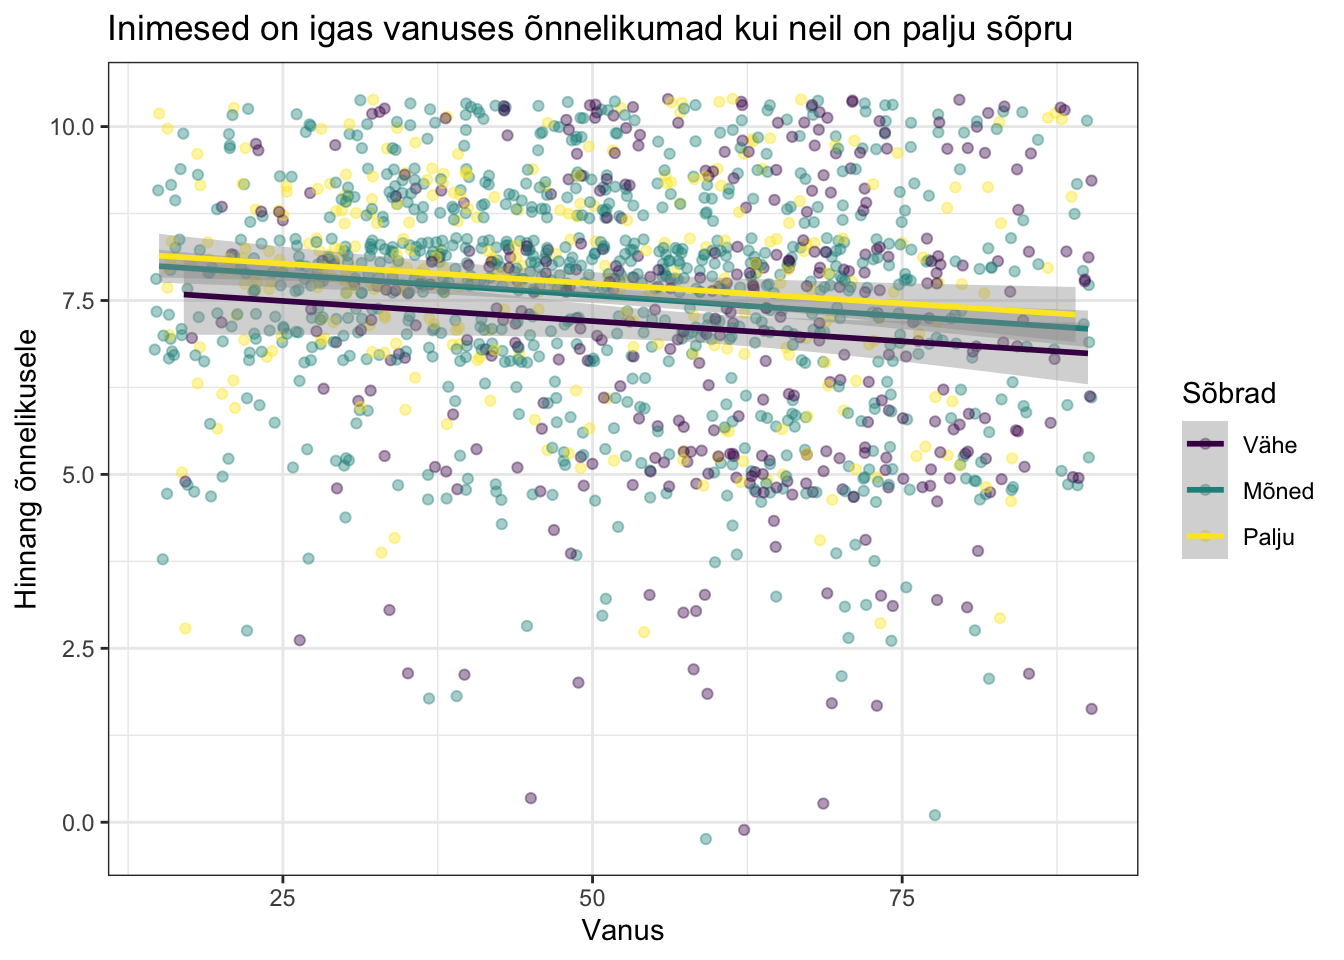 Inimesed on igas vanuses õnnelikumad kui neil on palju sõpru
10.0
7.5
5.0
2.5
0.0
Hinnang õnnelikusele
25
50
75
Vanus
Sõbrad
Vähe
Mõned
Palju